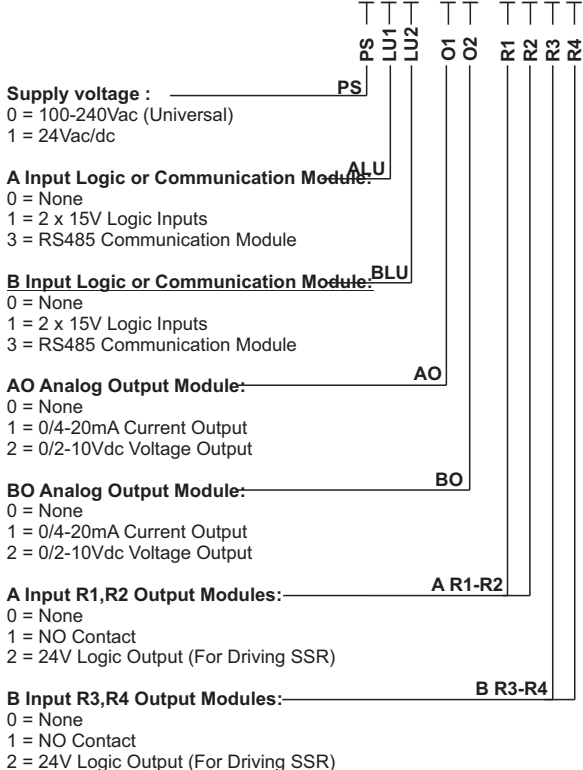 PS LU1 LU2 O1 O2 R1 R2 R3 R4
Supply voltage : PS
0 = 100-240Vac (Universal)
1 = 24Vac/dc
A Input Logic or Communication Module: ALU
0 = None
1 = 2 x 15V Logic Inputs
3 = RS485 Communication Module
B Input Logic or Communication Module: BLU
0 = None
1 = 2 x 15V Logic Inputs
3 = RS485 Communication Module
AO Analog Output Module: AO
0 = None
1 = 0/4-20mA Current Output
2 = 0/2-10Vdc Voltage Output
BO Analog Output Module: BO
0 = None
1 = 0/4-20mA Current Output
2 = 0/2-10Vdc Voltage Output
A Input R1,R2 Output Modules: A R1-R2
0 = None
1 = NO Contact
2 = 24V Logic Output (For Driving SSR)
B Input R3,R4 Output Modules: B R3-R4
0 = None
1 = NO Contact
2 = 24V Logic Output (For Driving SSR)